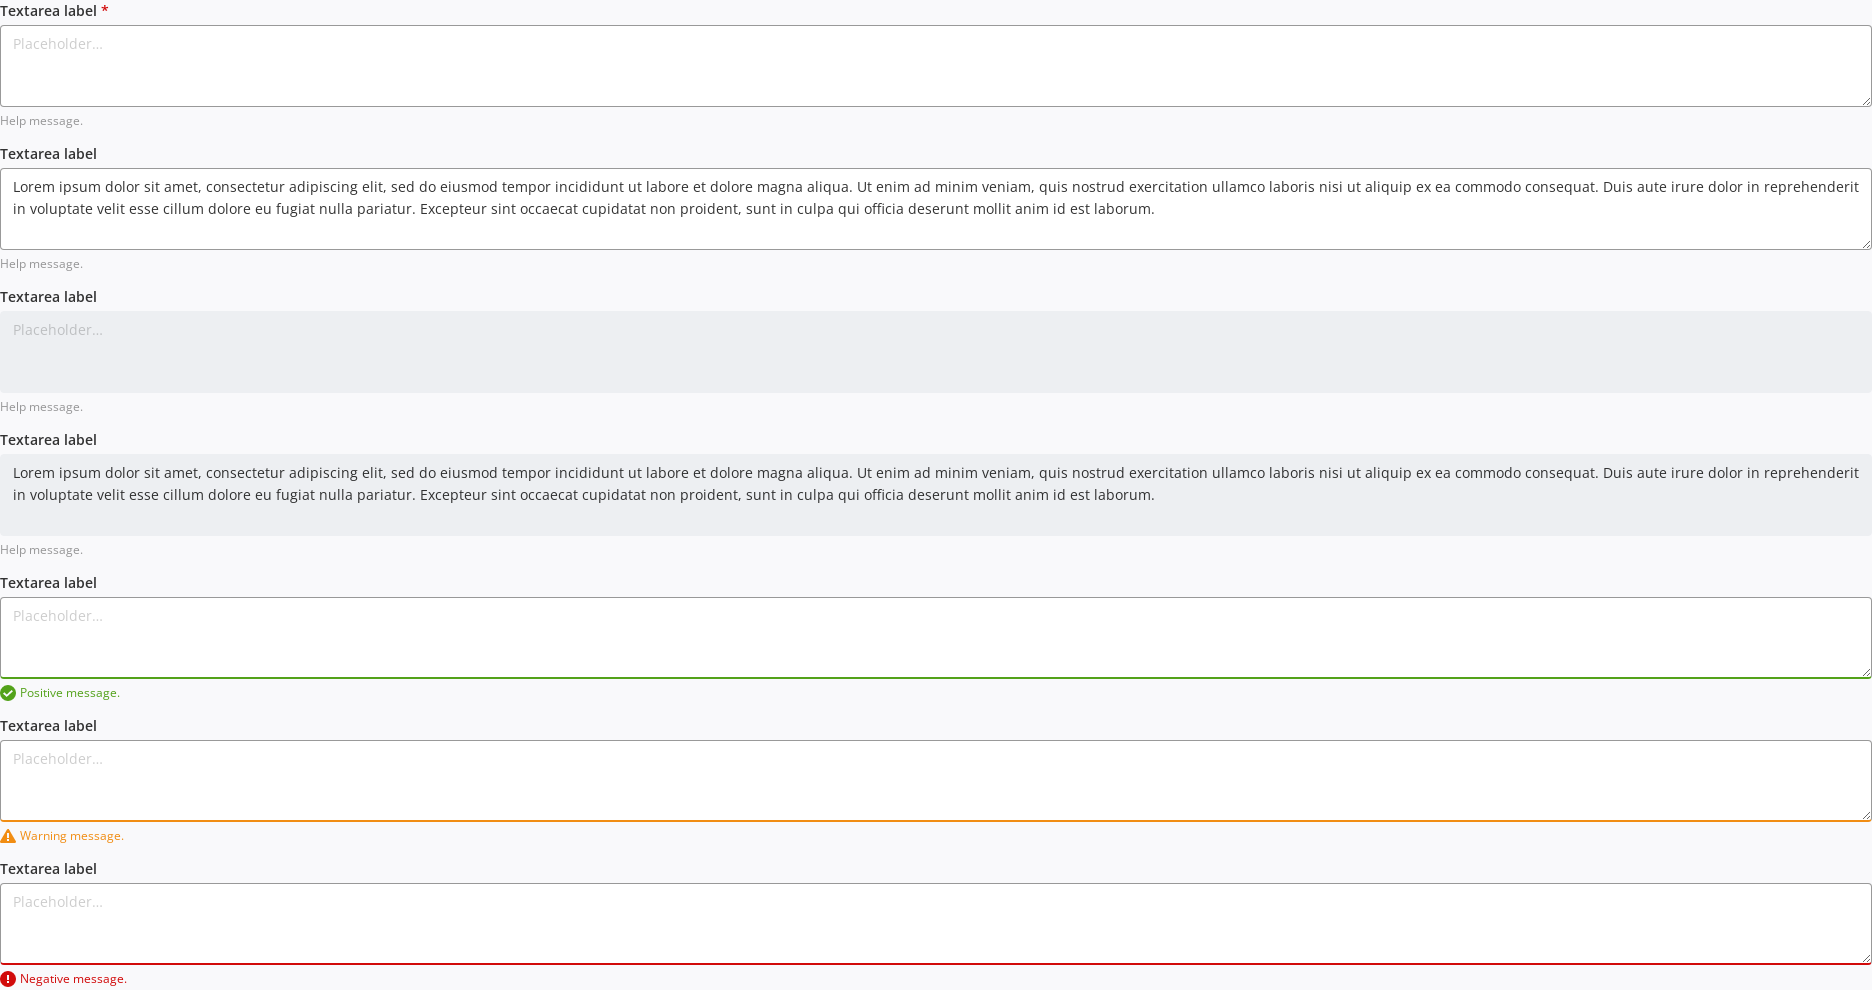 Textarea label *
Placeholder...
Help message.
Textarea label
Lorem ipsum dolor sit amet, consectetur adipiscing elit, sed do eiusmod tempor incididunt ut labore et dolore magna aliqua. Ut enim ad minim veniam, quis nostrud exercitation ullamco laboris nisi ut aliquip ex ea commodo consequat. Duis aute irure dolor in reprehenderit
in voluptate velit esse cillum dolore eu fugiat nulla pariatur. Excepteur sint occaecat cupidatat non proident, sunt in culpa qui officia deserunt mollit anim id est laborum.
Help message.
Textarea label
Placeholder...
Help message.
Textarea label
Lorem ipsum dolor sit amet, consectetur adipiscing elit, sed do eiusmod tempor incididunt ut labore et dolore magna aliqua. Ut enim ad minim veniam, quis nostrud exercitation ullamco laboris nisi ut aliquip ex ea commodo consequat. Duis aute irure dolor in reprehenderit
in voluptate velit esse cillum dolore eu fugiat nulla pariatur. Excepteur sint occaecat cupidatat non proident, sunt in culpa qui officia deserunt mollit anim id est laborum.
Help message.
Textarea label
Placeholder...
Positive message.
Textarea label
Placeholder...
Warning message.
Textarea label
Placeholder...
Negative message.